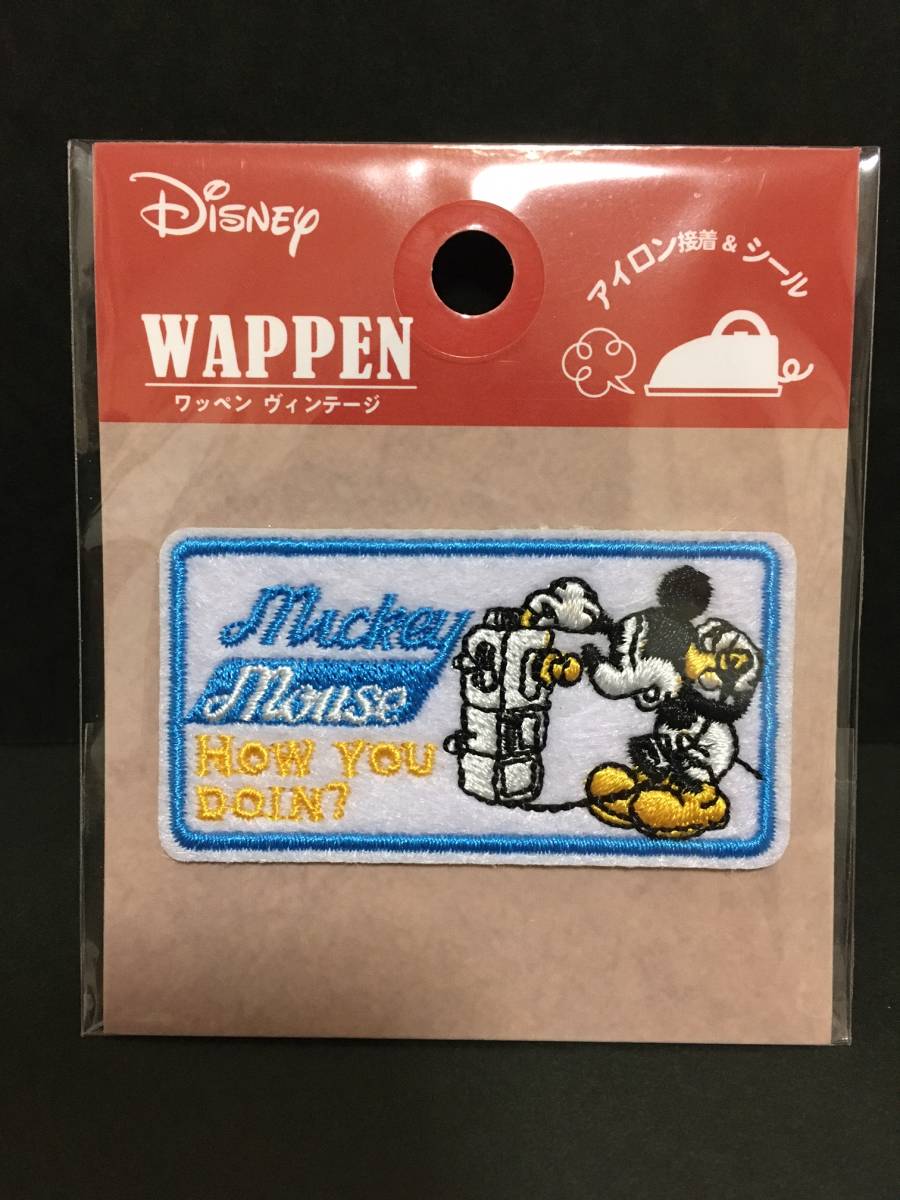 Disney
アイロン接着&シール
WAPPEN
ワッペン ヴィンテージ
Mickey
Mouse
HOW YOU
DOIN?